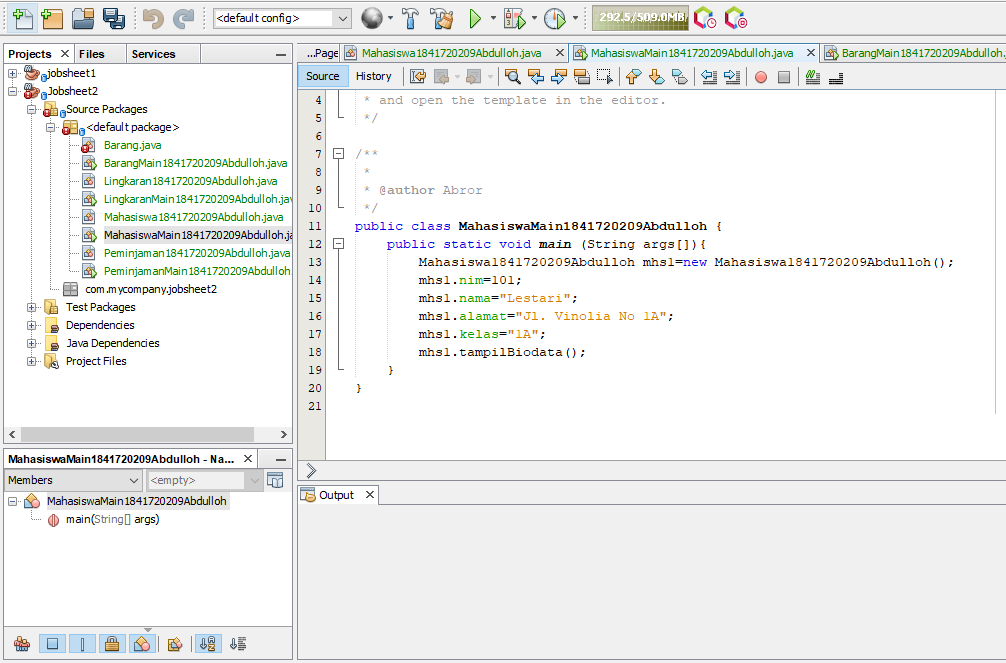 <default config>
292.5/509.0MB
Projects
Files
Services
jobsheet1
Jobsheet2
Source Packages
<default package>
Barang.java
BarangMain1841720209Abdulloh.java
Lingkaran1841720209Abdulloh.java
LingkaranMain1841720209Abdulloh.jav
Mahasiswa1841720209Abdulloh.java
MahasiswaMain1841720209Abdulloh.ja
Peminjaman1841720209Abdulloh.java
PeminjamanMain1841720209Abdulloh
com.mycompany.jobsheet2
Test Packages
Dependencies
Java Dependencies
Project Files
MahasiswaMain1841720209Abdulloh - Na...
Members
<empty>
MahasiswaMain1841720209Abdulloh
main(String[] args)
...Page
Mahasiswa1841720209Abdulloh.java
MahasiswaMain1841720209Abdulloh.java
BarangMain1841720209Abdulloh.
Source
History
4 * and open the template in the editor.
5 */
6
7 /**
8 *
9 * @author Abror
10 */
11 public class MahasiswaMain1841720209Abdulloh {
12 public static void main (String args[]){
13 Mahasiswa1841720209Abdulloh mhs1=new Mahasiswa1841720209Abdulloh();
14 mhs1.nim=101;
15 mhs1.nama="Lestari";
16 mhs1.alamat="Jl. Vinolia No 1A";
17 mhs1.kelas="1A";
18 mhs1.tampilBiodata();
19 }
20 }
21
Output